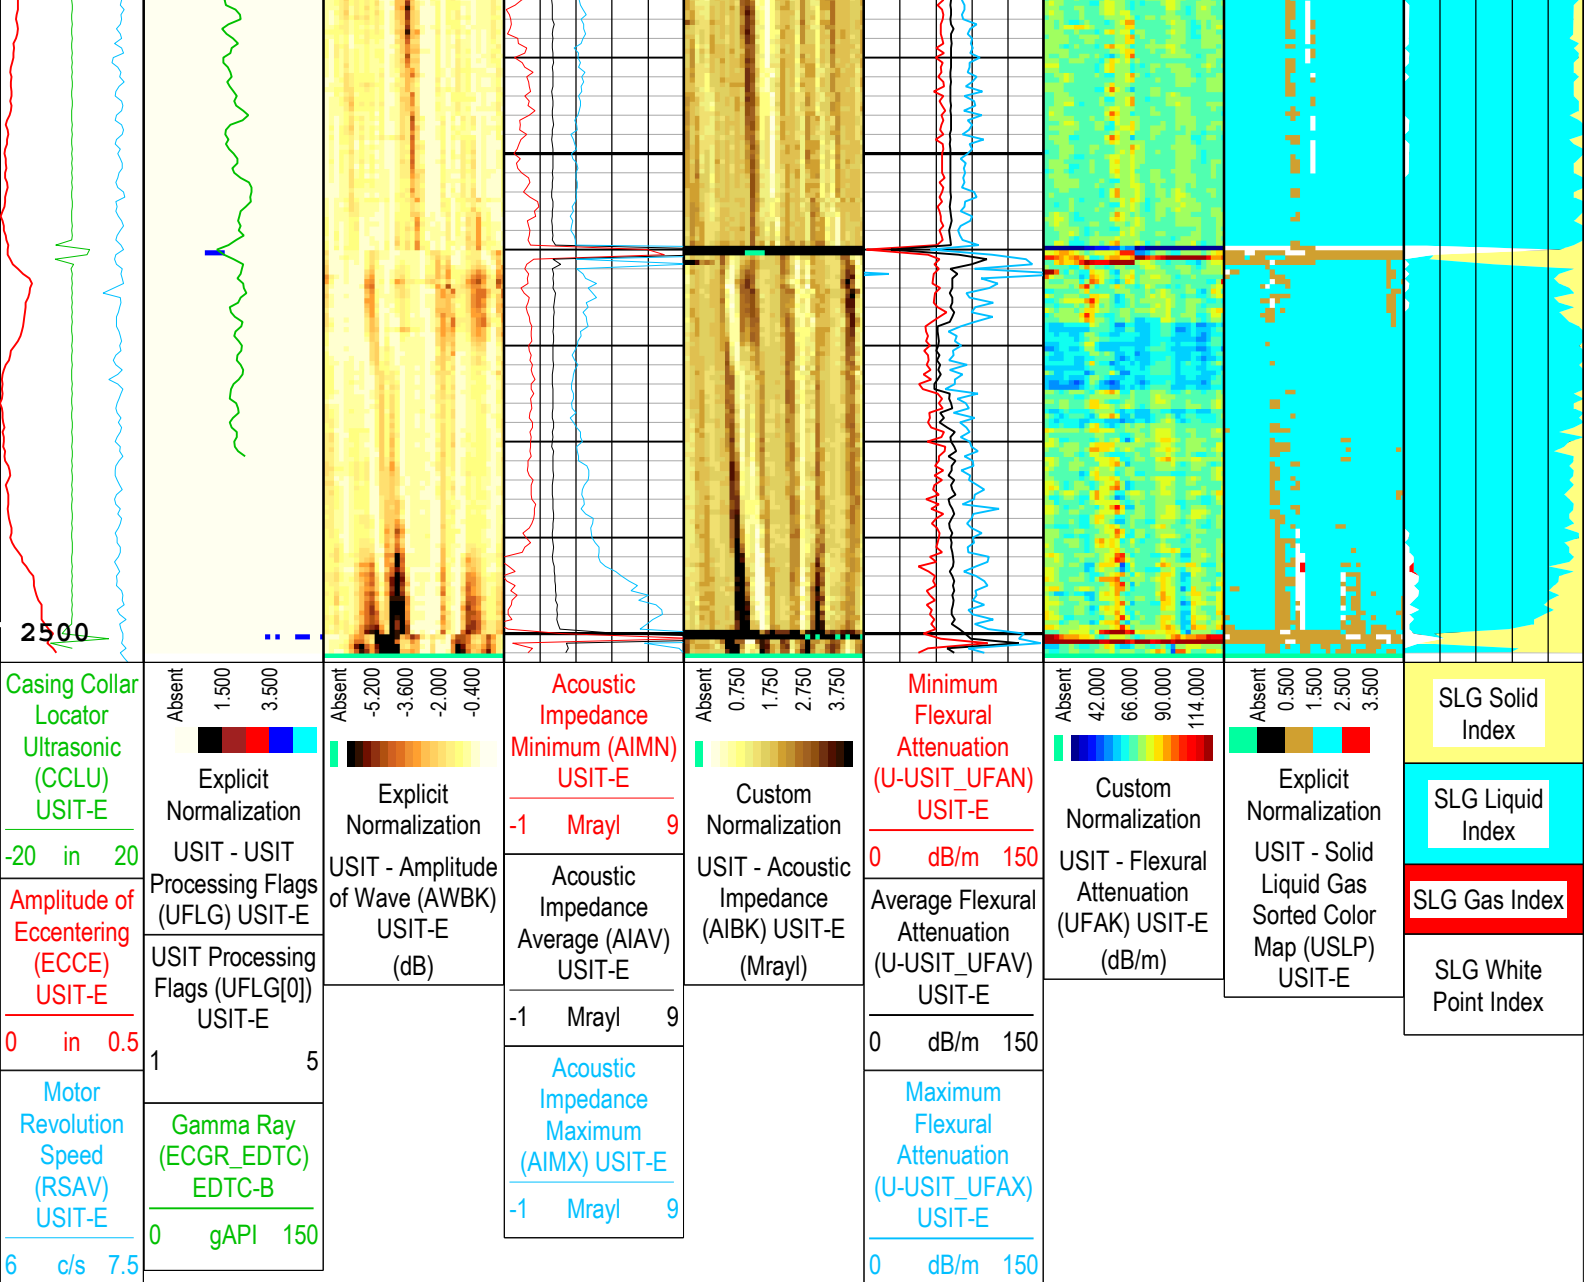 2500
Casing Collar
Locator
Ultrasonic
(CCLU)
USIT-E
-20 in 20
Amplitude of
Eccentering
(ECCE)
USIT-E
0 in 0.5
Motor
Revolution
Speed
(RSAV)
USIT-E
6 c/s 7.5
Absent 1.500 3.500
Explicit
Normalization
USIT - USIT
Processing Flags
(UFLG) USIT-E
USIT Processing
Flags (UFLG[0])
USIT-E
1 5
Gamma Ray
(ECGR_EDTC)
EDTC-B
0 gAPI 150
Absent -5.200 -3.600 -2.000 -0.400
Explicit
Normalization
USIT - Amplitude
of Wave (AWBK)
USIT-E
(dB)
Acoustic
Impedance
Minimum (AIMN)
USIT-E
-1 Mrayl 9
Acoustic
Impedance
Average (AIAV)
USIT-E
-1 Mrayl 9
Acoustic
Impedance
Maximum
(AIMX) USIT-E
-1 Mrayl 9
Absent 0.750 1.750 2.750 3.750
Custom
Normalization
USIT - Acoustic
Impedance
(AIBK) USIT-E
(Mrayl)
Minimum
Flexural
Attenuation
(U-USIT_UFAN)
USIT-E
0 dB/m 150
Average Flexural
Attenuation
(U-USIT_UFAV)
USIT-E
0 dB/m 150
Maximum
Flexural
Attenuation
(U-USIT_UFAX)
USIT-E
0 dB/m 150
Absent 42.000 66.000 90.000 114.000
Custom
Normalization
USIT - Flexural
Attenuation
(UFAK) USIT-E
(dB/m)
Absent 0.500 1.500 2.500 3.500
Explicit
Normalization
USIT - Solid
Liquid Gas
Sorted Color
Map (USLP)
USIT-E
SLG Solid
Index
SLG Liquid
Index
SLG Gas Index
SLG White
Point Index